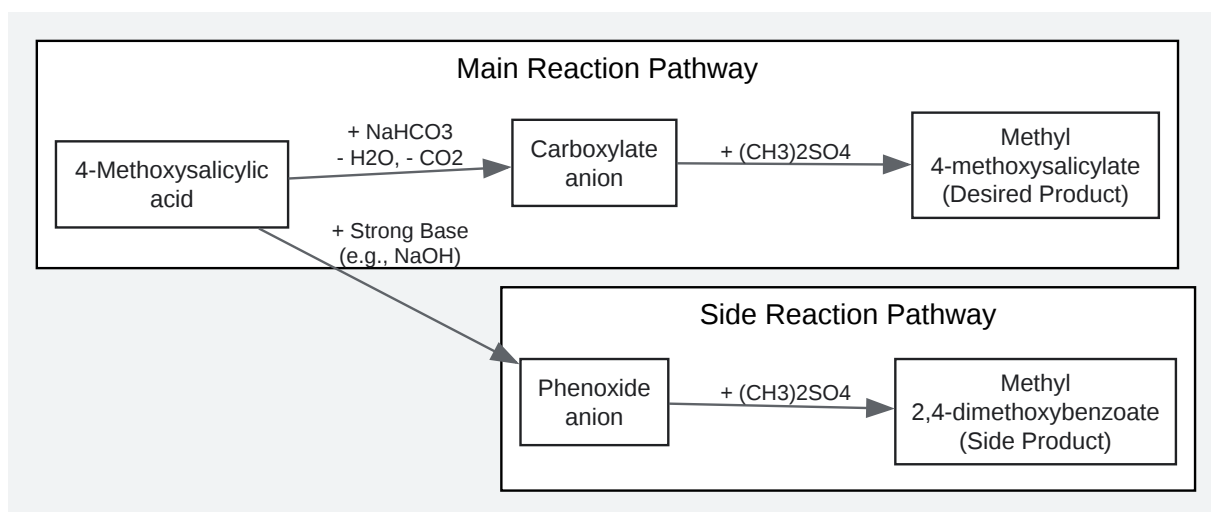 Main Reaction Pathway
4-Methoxysalicylic
acid
+ NaHCO3
- H2O, - CO2
Carboxylate
anion
+ (CH3)2SO4
Methyl
4-methoxysalicylate
(Desired Product)
+ Strong Base
(e.g., NaOH)
Side Reaction Pathway
Phenoxide
anion
+ (CH3)2SO4
Methyl
2,4-dimethoxybenzoate
(Side Product)